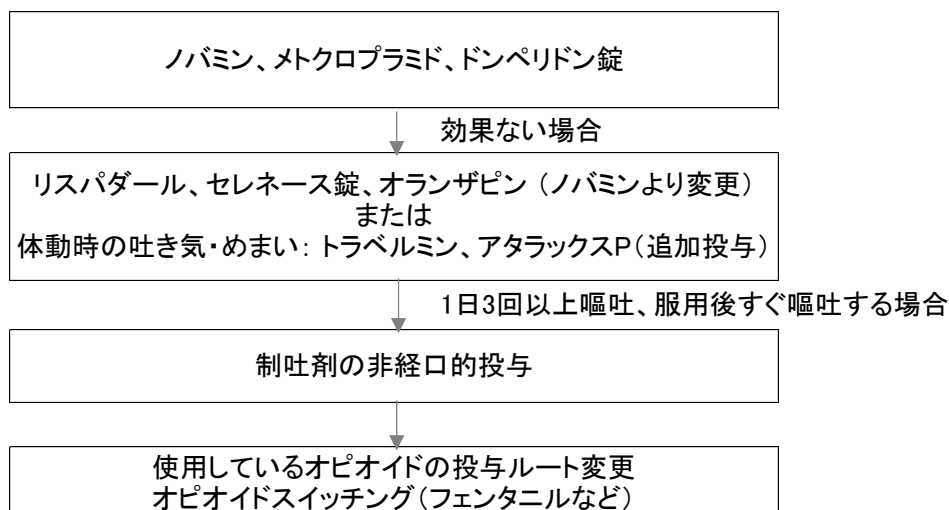 ノバミン、メトクロプラミド、ドンペリドン錠
効果ない場合
リスパダール、セレネース錠、オランザピン（ノバミンより変更）
または
体動時の吐き気・めまい：トラベルミン、アタラックスP（追加投与）
1日3回以上嘔吐、服用後すぐ嘔吐する場合
制吐剤の非経口的投与
使用しているオピオイドの投与ルート変更
オピオイドスイッチング（フェンタニルなど）